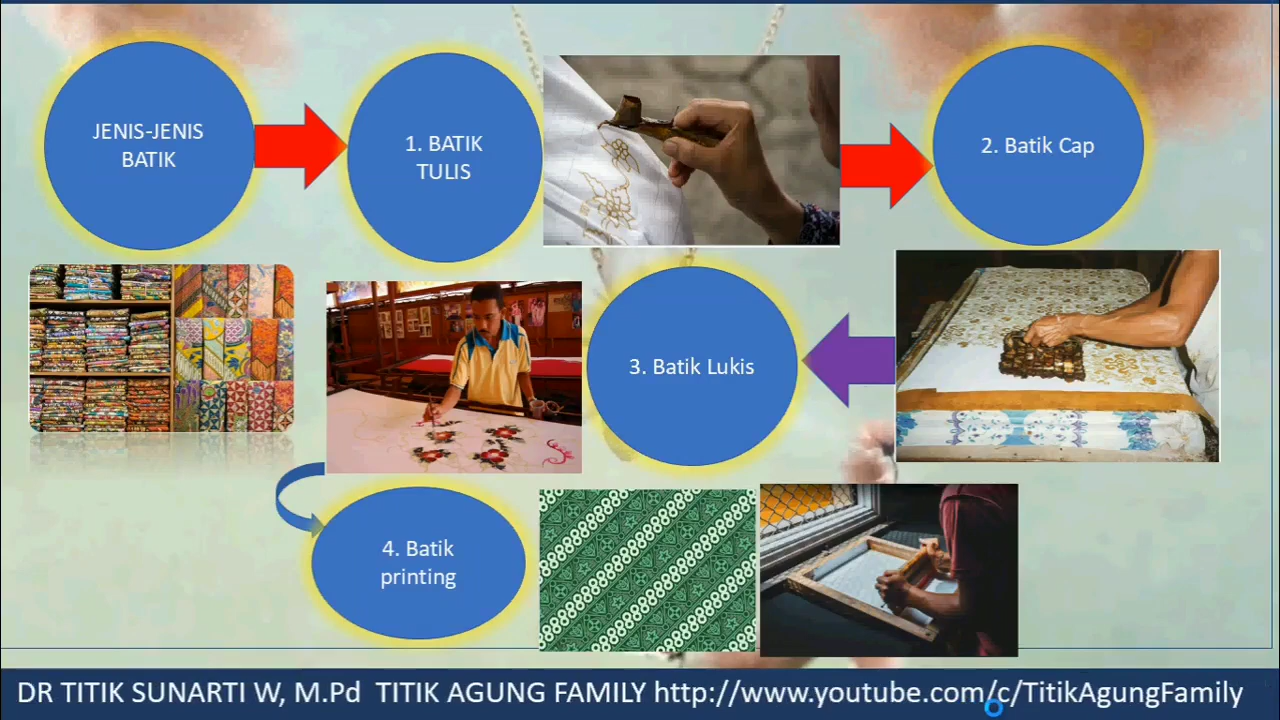 JENIS-JENIS
BATIK
1. BATIK
TULIS
2. Batik Cap
3. Batik Lukis
4. Batik
printing
DR TITIK SUNARTI W, M.Pd  TITIK AGUNG FAMILY http://www.youtube.com/c/TitikAgungFamily